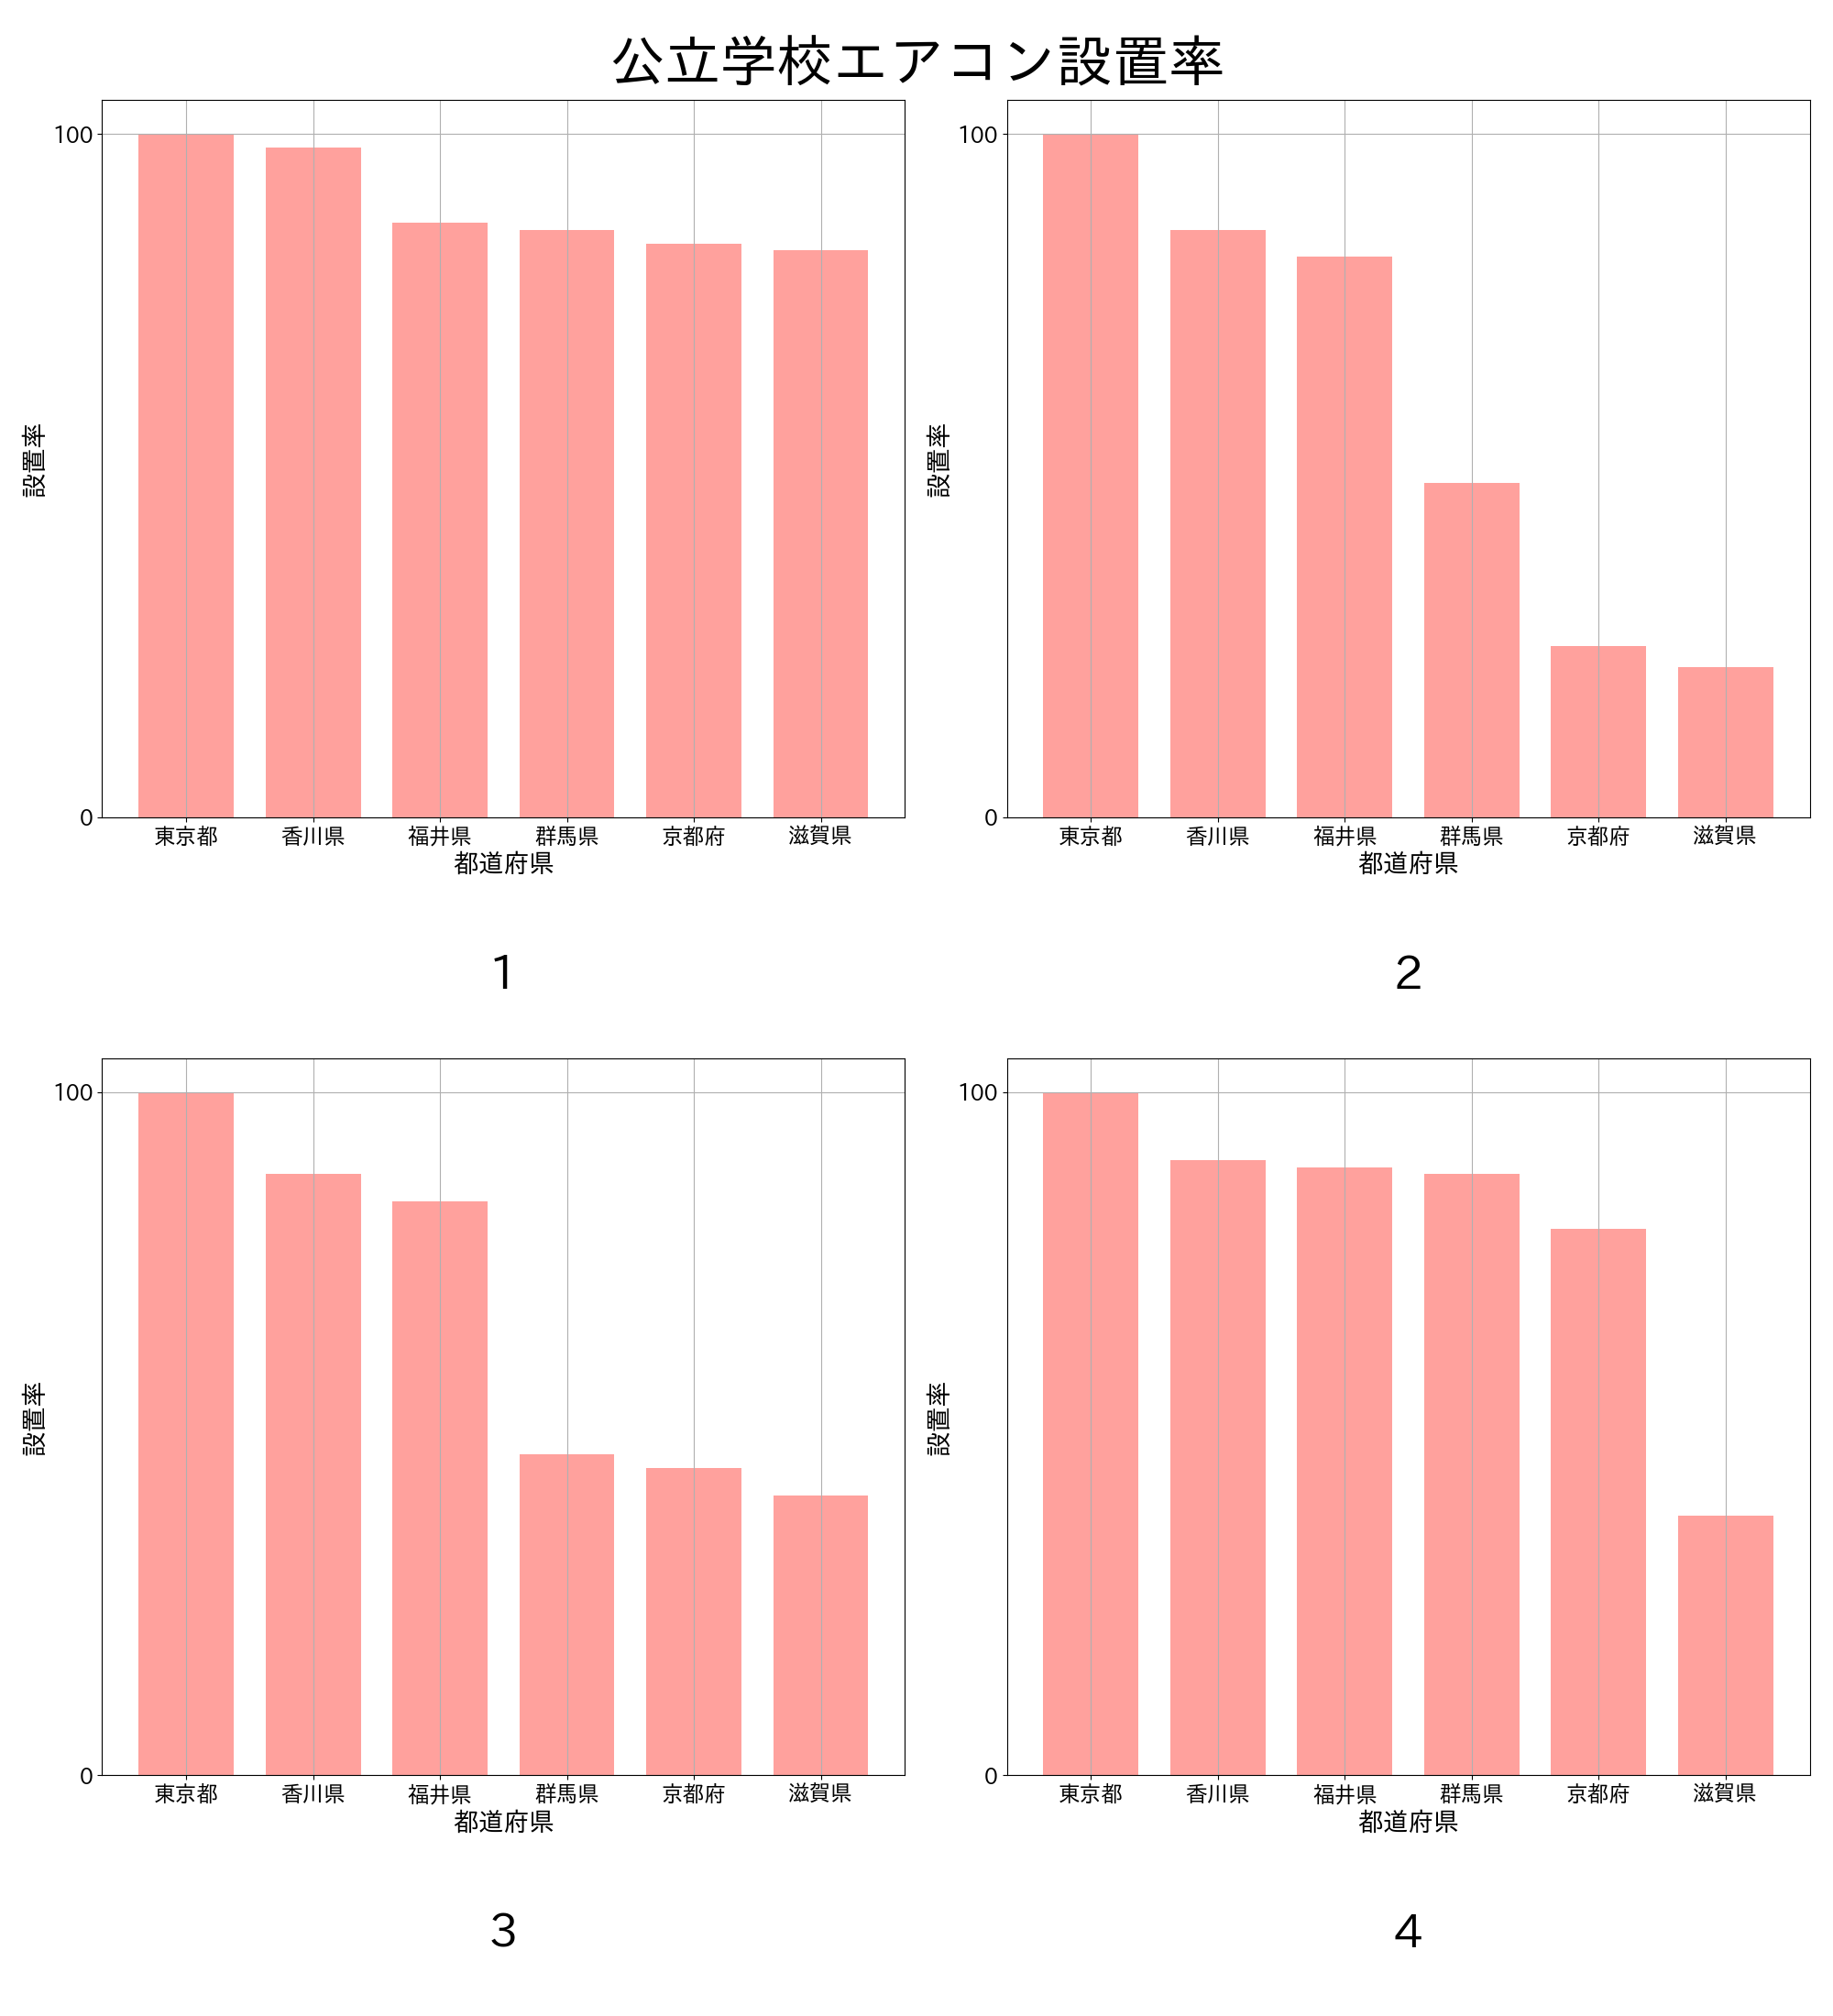 公立学校エアコン設置率
100
設置率
0
東京都 香川県 福井県 群馬県 京都府 滋賀県
都道府県
1
100
設置率
0
東京都 香川県 福井県 群馬県 京都府 滋賀県
都道府県
2
100
設置率
0
東京都 香川県 福井県 群馬県 京都府 滋賀県
都道府県
3
100
設置率
0
東京都 香川県 福井県 群馬県 京都府 滋賀県
都道府県
4